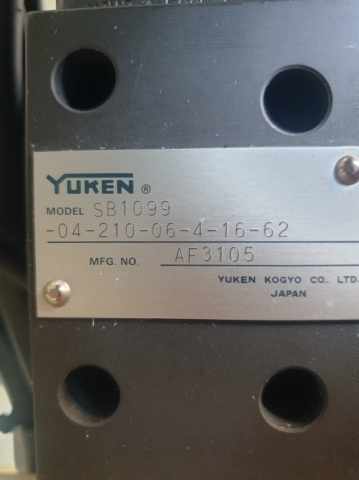 YUKEN ®
MODEL SB1099
-04-210-06-4-16-62
MFG. NO. AF3105
YUKEN KOGYO CO., LTD.
JAPAN